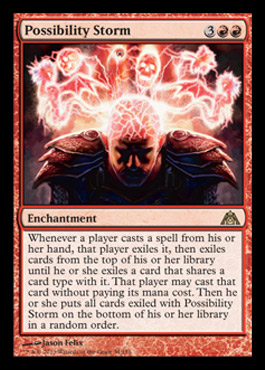 Possibility Storm 3
Enchantment
Whenever a player casts a spell from his or
her hand, that player exiles it, then exiles
cards from the top of his or her library
until he or she exiles a card that shares a
card type with it. That player may cast that
card without paying its mana cost. Then he
or she puts all cards exiled with Possibility
Storm on the bottom of his or her library
in a random order.
Jason Felix